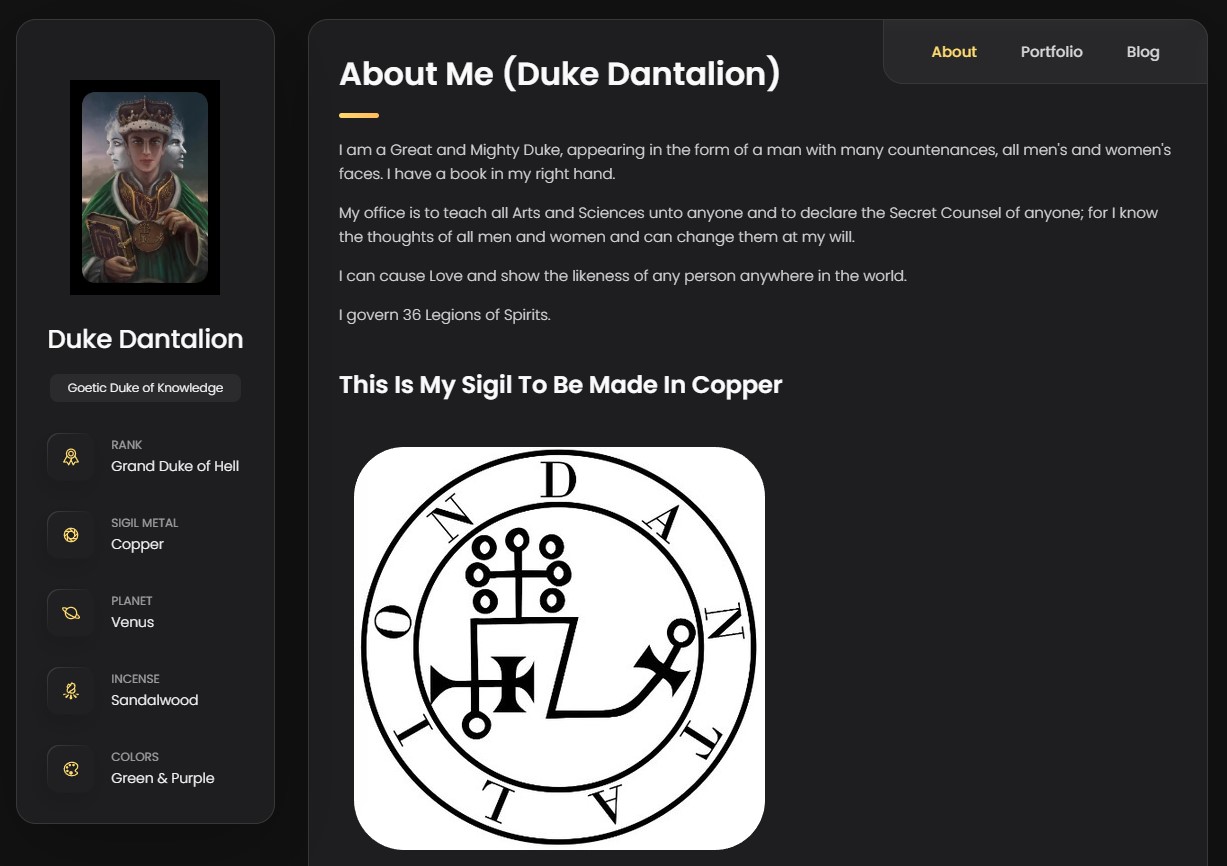 Duke Dantalion
Goetic Duke of Knowledge
RANK
Grand Duke of Hell
SIGIL METAL
Copper
PLANET
Venus
INCENSE
Sandalwood
COLORS
Green & Purple
About Portfolio Blog
About Me (Duke Dantalion)
I am a Great and Mighty Duke, appearing in the form of a man with many countenances, all men's and women's
faces. I have a book in my right hand.
My office is to teach all Arts and Sciences unto anyone and to declare the Secret Counsel of anyone; for I know
the thoughts of all men and women and can change them at my will.
I can cause Love and show the likeness of any person anywhere in the world.
I govern 36 Legions of Spirits.
This Is My Sigil To Be Made In Copper
DANTALION